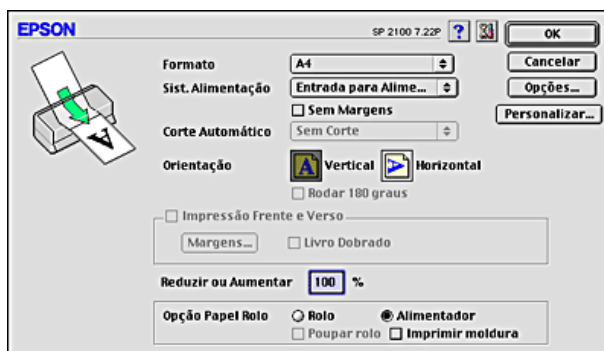 EPSON
SP 2100 7.22P
OK
Formato A4
Cancelar
Sist. Alimentação Entrada para Alime...
Opções...
Sem Margens
Personalizar...
Corte Automático Sem Corte
Orientação Vertical Horizontal
Rodar 180 graus
Impressão Frente e Verso
Margens... Livro Dobrado
Reduzir ou Aumentar 100 %
Opção Papel Rolo Rolo Alimentador
Poupar rolo Imprimir moldura